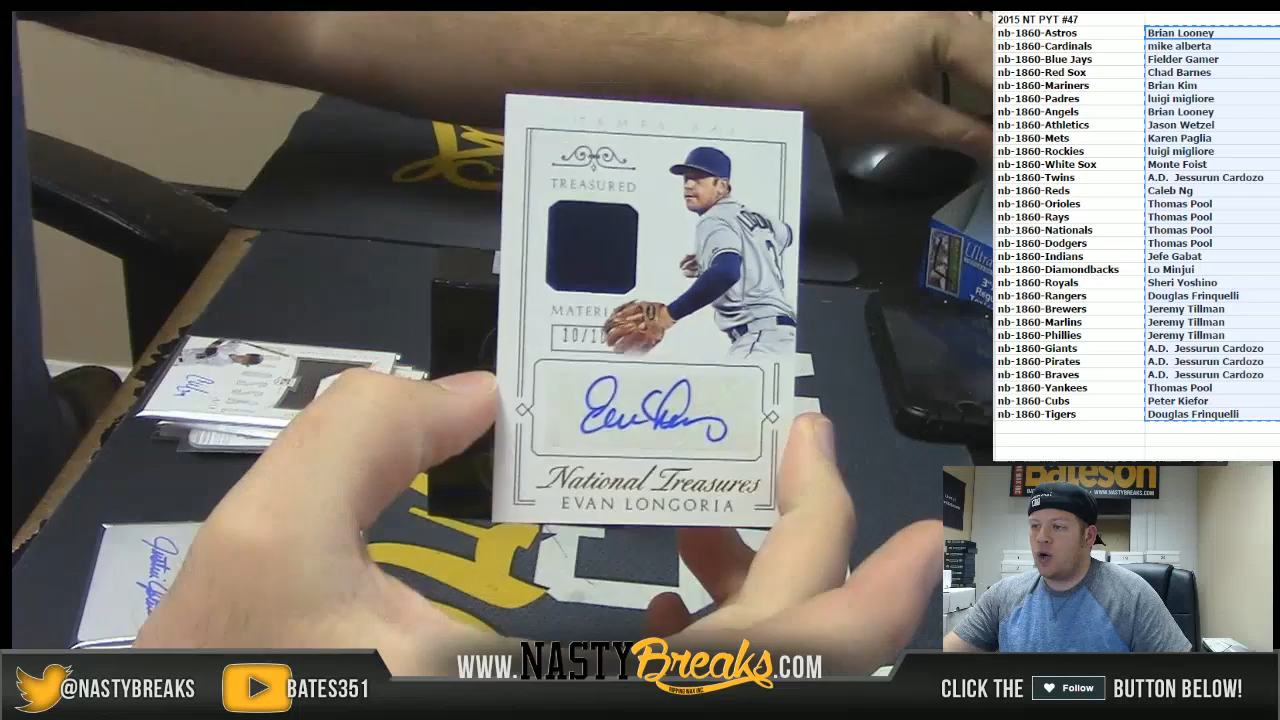 2015 NT PYT #47
nb-1860-Astros Brian Looney
nb-1860-Cardinals mike alberta
nb-1860-Blue Jays Fielder Gamer
nb-1860-Red Sox Chad Barnes
nb-1860-Mariners Brian Kim
nb-1860-Padres luigi migliore
nb-1860-Angels Brian Looney
nb-1860-Athletics Jason Wetzel
nb-1860-Mets Karen Paglia
nb-1860-Rockies luigi migliore
nb-1860-White Sox Monte Foist
nb-1860-Twins A.D. Jessurun Cardozo
nb-1860-Reds Caleb Ng
nb-1860-Orioles Thomas Pool
nb-1860-Rays Thomas Pool
nb-1860-Nationals Thomas Pool
nb-1860-Dodgers Thomas Pool
nb-1860-Indians Jefe Gabat
nb-1860-Diamondbacks Lo Minjui
nb-1860-Royals Sheri Yoshino
nb-1860-Rangers Douglas Frinquelli
nb-1860-Brewers Jeremy Tillman
nb-1860-Marlins Jeremy Tillman
nb-1860-Phillies Jeremy Tillman
nb-1860-Giants A.D. Jessurun Cardozo
nb-1860-Pirates A.D. Jessurun Cardozo
nb-1860-Braves A.D. Jessurun Cardozo
nb-1860-Yankees Thomas Pool
nb-1860-Cubs Peter Kiefor
nb-1860-Tigers Douglas Frinquelli
TAMPA BAY
TREASURED
National Treasures
EVAN LONGORIA
Bateson
WWW.NASTYBREAKS.COM
@NASTYBREAKS
BATES351
WWW.NASTYBreaks.COM
RIPPING WAX INC.
CLICK THE Follow BUTTON BELOW!